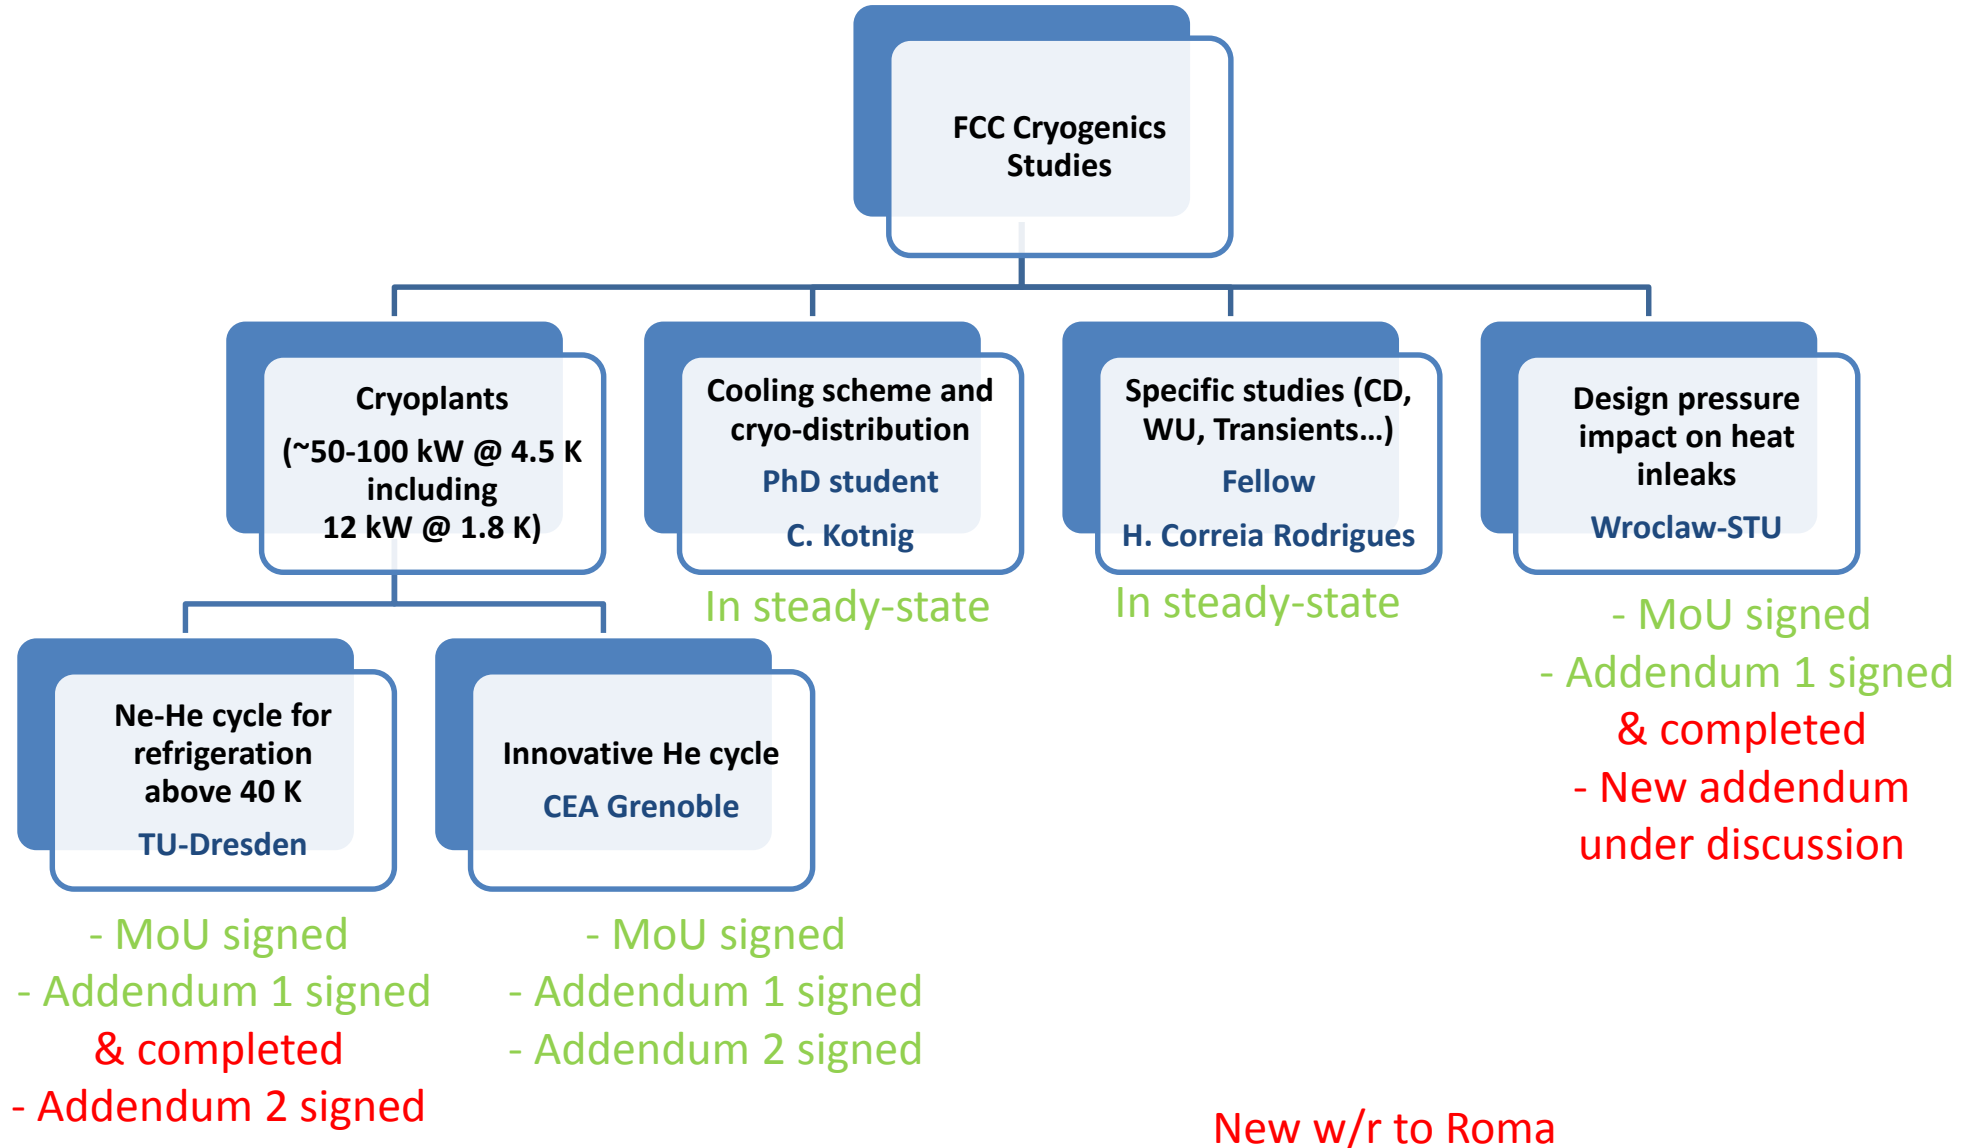 FCC Cryogenics
Studies
Cryoplants
(~50-100 kW @ 4.5 K
including
12 kW @ 1.8 K)
Cooling scheme and
cryo-distribution
PhD student
C. Kotnig
In steady-state
Specific studies (CD,
WU, Transients…)
Fellow
H. Correia Rodrigues
In steady-state
Design pressure
impact on heat
inleaks
Wroclaw-STU
- MoU signed
- Addendum 1 signed
& completed
- New addendum
under discussion
Ne-He cycle for
refrigeration
above 40 K
TU-Dresden
- MoU signed
- Addendum 1 signed
& completed
- Addendum 2 signed
Innovative He cycle
CEA Grenoble
- MoU signed
- Addendum 1 signed
- Addendum 2 signed
New w/r to Roma